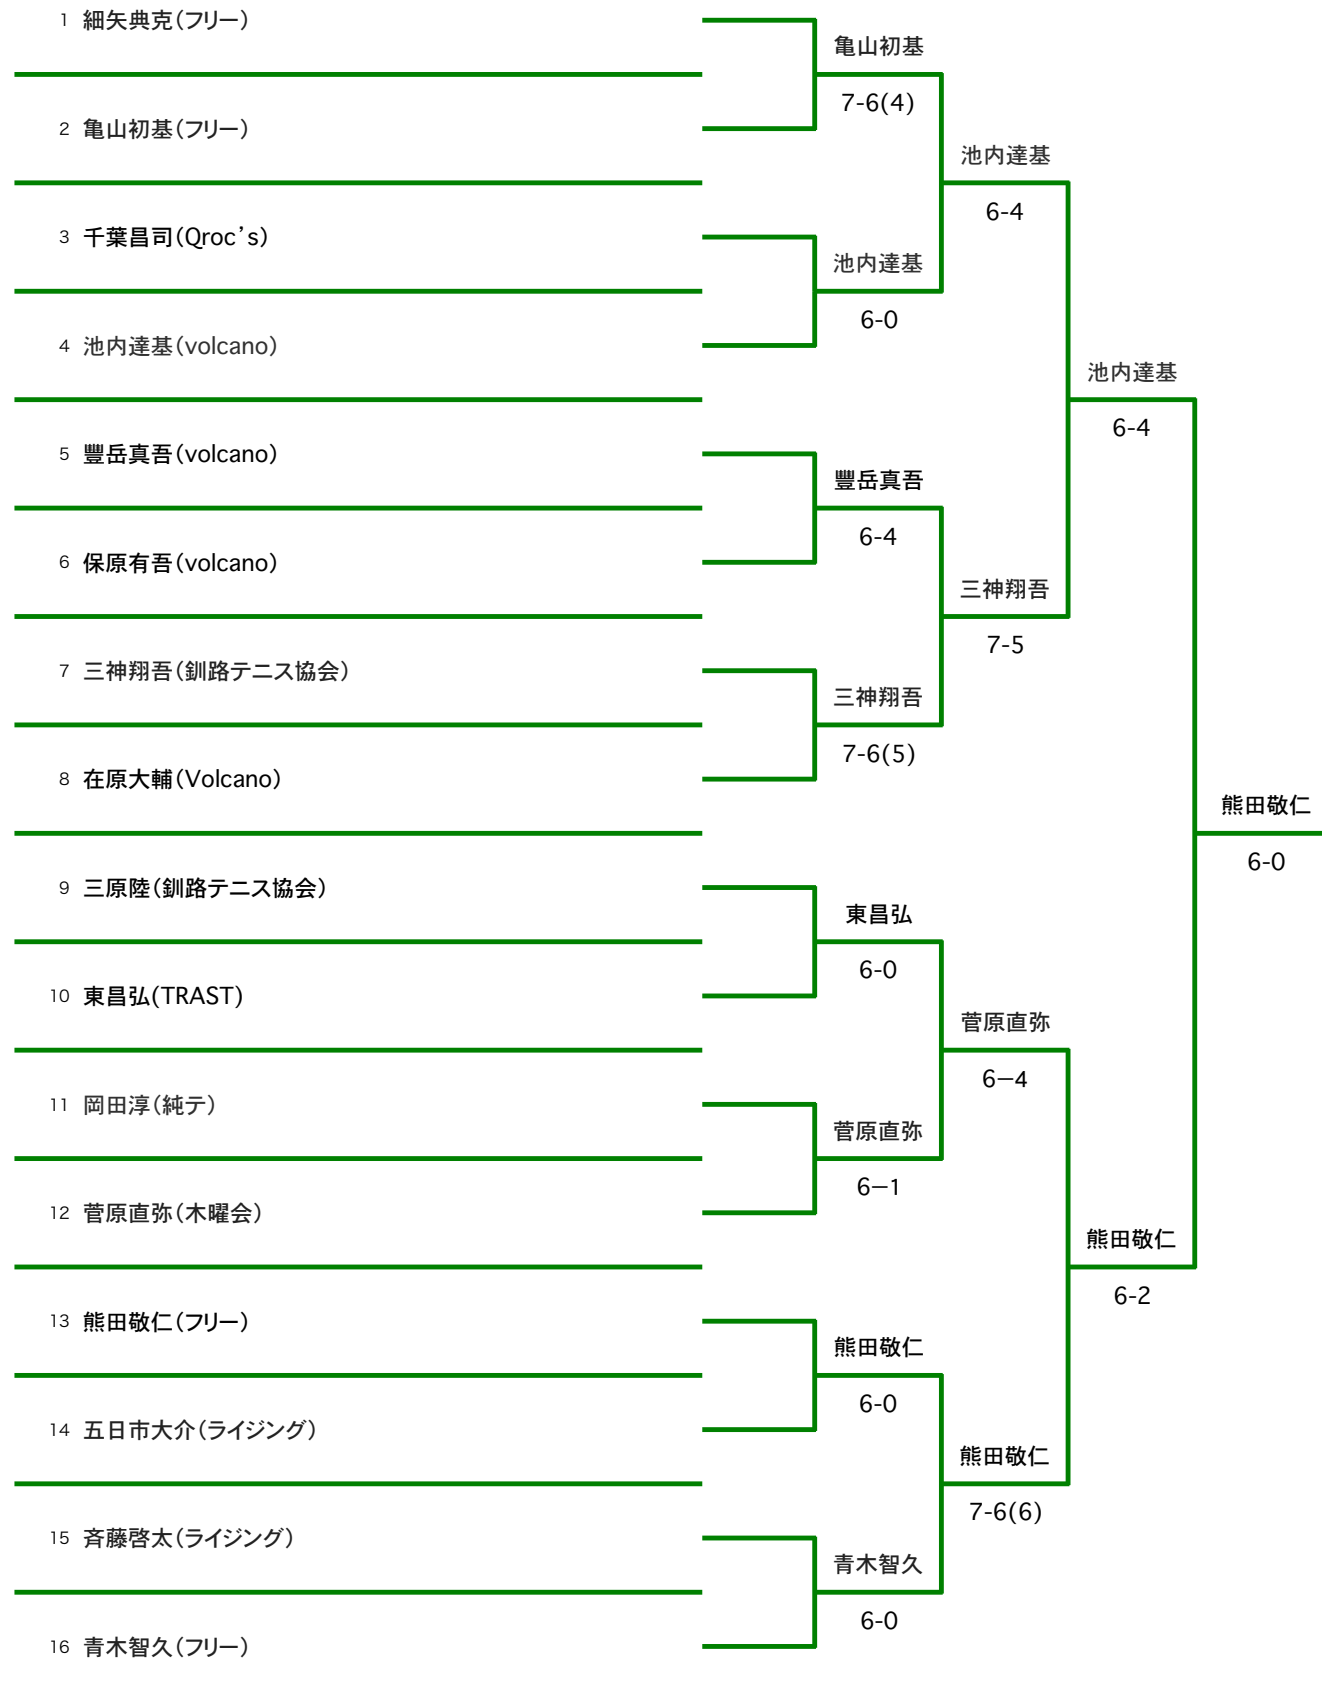 1 細矢典克(フリー)
亀山初基
7-6(4)
2 亀山初基(フリー)
池内達基
6-4
3 千葉昌司(Qroc's)
池内達基
6-0
4 池内達基(volcano)
池内達基
6-4
5 豐岳真吾(volcano)
豐岳真吾
6-4
6 保原有吾(volcano)
三神翔吾
7-5
7 三神翔吾(釧路テニス協会)
三神翔吾
7-6(5)
8 在原大輔(Volcano)
熊田敬仁
6-0
9 三原陸(釧路テニス協会)
東昌弘
6-0
10 東昌弘(TRAST)
菅原直弥
6−4
11 岡田淳(純テ)
菅原直弥
6−1
12 菅原直弥(木曜会)
熊田敬仁
6-2
13 熊田敬仁(フリー)
熊田敬仁
6-0
14 五日市大介(ライジング)
熊田敬仁
7-6(6)
15 斉藤啓太(ライジング)
青木智久
6-0
16 青木智久(フリー)